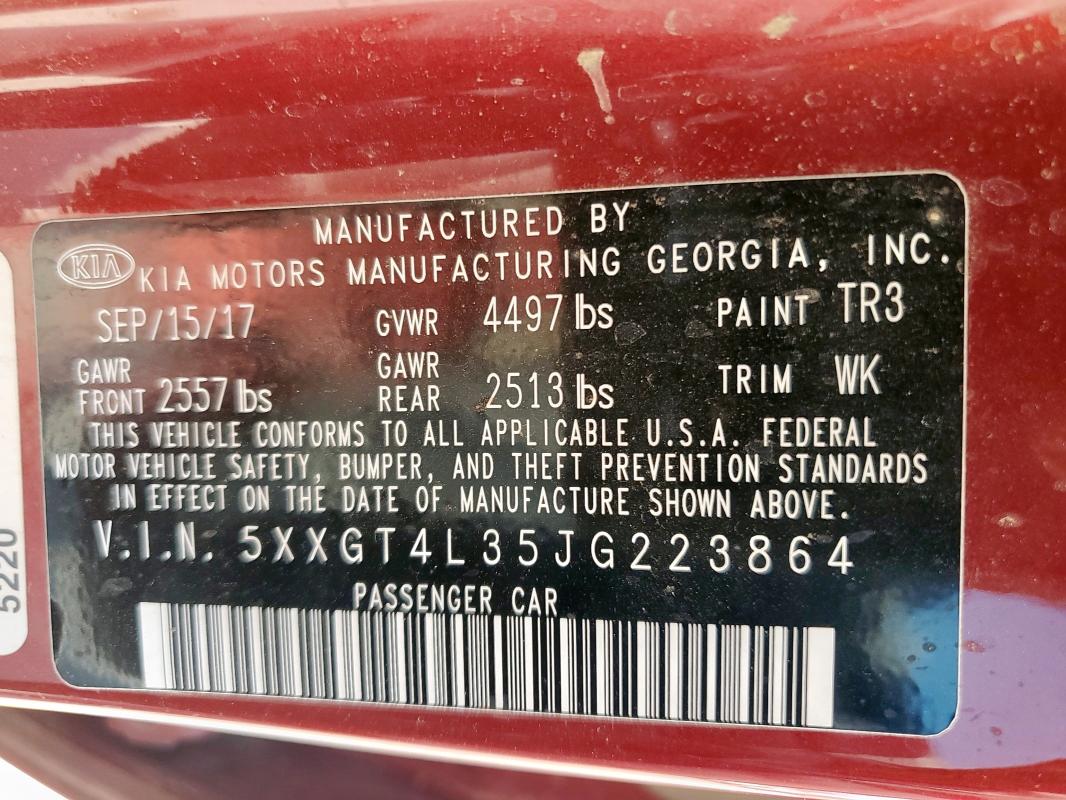 MANUFACTURED BY
KIA KIA MOTORS MANUFACTURING GEORGIA, INC.
SEP/15/17 GVWR 4497 lbs PAINT TR3
GAWR FRONT 2557 lbs GAWR REAR 2513 lbs TRIM WK
THIS VEHICLE CONFORMS TO ALL APPLICABLE U.S.A. FEDERAL
MOTOR VEHICLE SAFETY, BUMPER, AND THEFT PREVENTION STANDARDS
IN EFFECT ON THE DATE OF MANUFACTURE SHOWN ABOVE.
V.I.N. 5XXGT4L35JG223864
PASSENGER CAR
5220